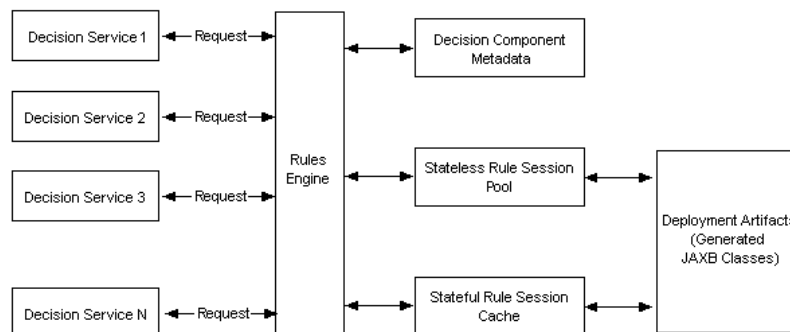 Decision Service 1
Request
Decision Component
Metadata
Decision Service 2
Request
Decision Service 3
Request
Rules
Engine
Stateless Rule Session
Pool
Deployment Artifacts
(Generated
JAXB Classes)
Decision Service N
Request
Stateful Rule Session
Cache